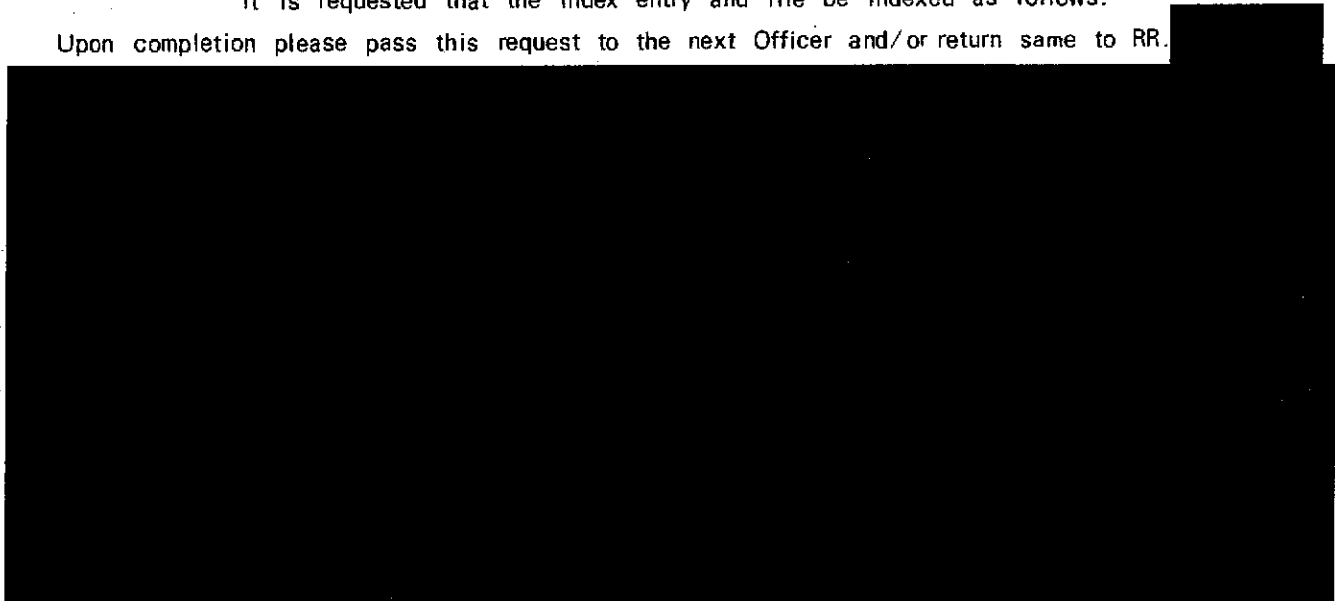 It is requested that the index entry and file be indexed as follows:
Upon completion please pass this request to the next Officer and/or return same to RR.